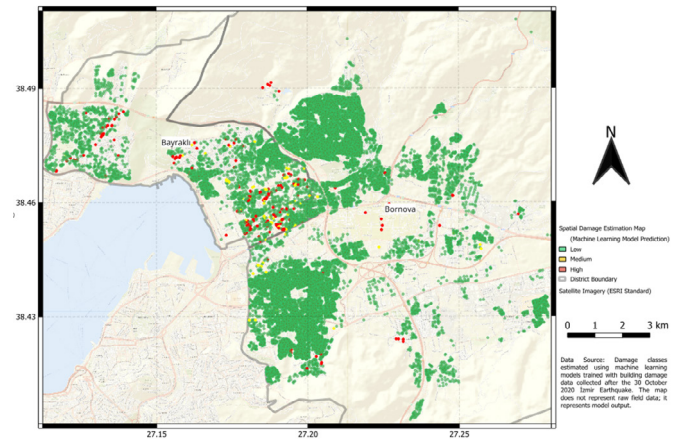 38.49
38.46
38.43
27.15
27.20
27.25
Bayraklı
Bornova
N
Spatial Damage Estimation Map
(Machine Learning Model Prediction)
Low
Medium
High
District Boundary
Satellite Imagery (ESRI Standard)
0 1 2 3 km
Data Source: Damage classes
estimated using machine learning
models trained with building damage
data collected after the 30 October
2020 Izmir Earthquake. The map
does not represent raw field data; it
represents model output.